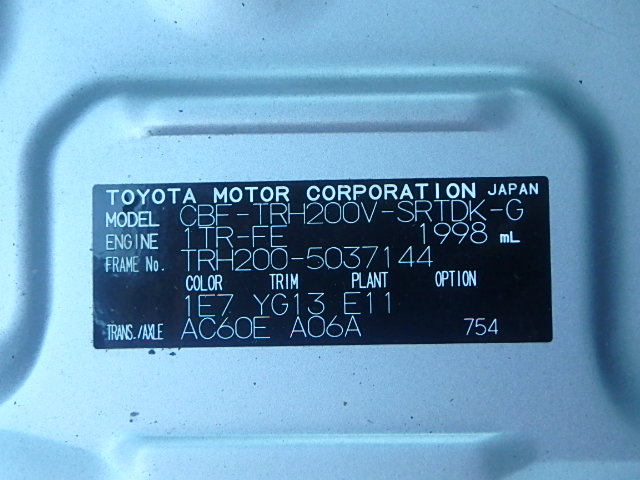 TOYOTA MOTOR CORPORATION JAPAN
MODEL CBF-TRH200V-SRTDK-G
ENGINE 1TR-FE 1998 mL
FRAME No. TRH200-5037144
COLOR TRIM PLANT OPTION
1E7 YG13 E11
TRANS./AXLE AC60E A06A 754